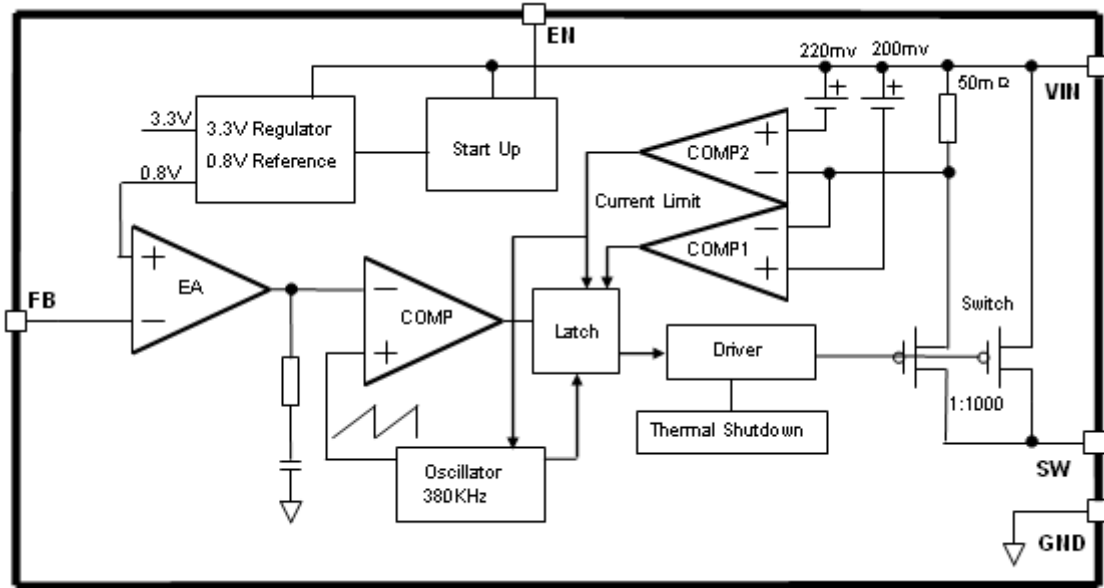 EN
220mv 200mv
+ +
50mΩ
VIN
3.3V
3.3V Regulator
0.8V Reference
0.8V
Start Up
+
COMP2
−
Current Limit
−
COMP1
+
FB
+
EA
−
−
COMP
+
Latch
Driver
Switch
1:1000
Thermal Shutdown
Oscillator
380KHz
SW
GND